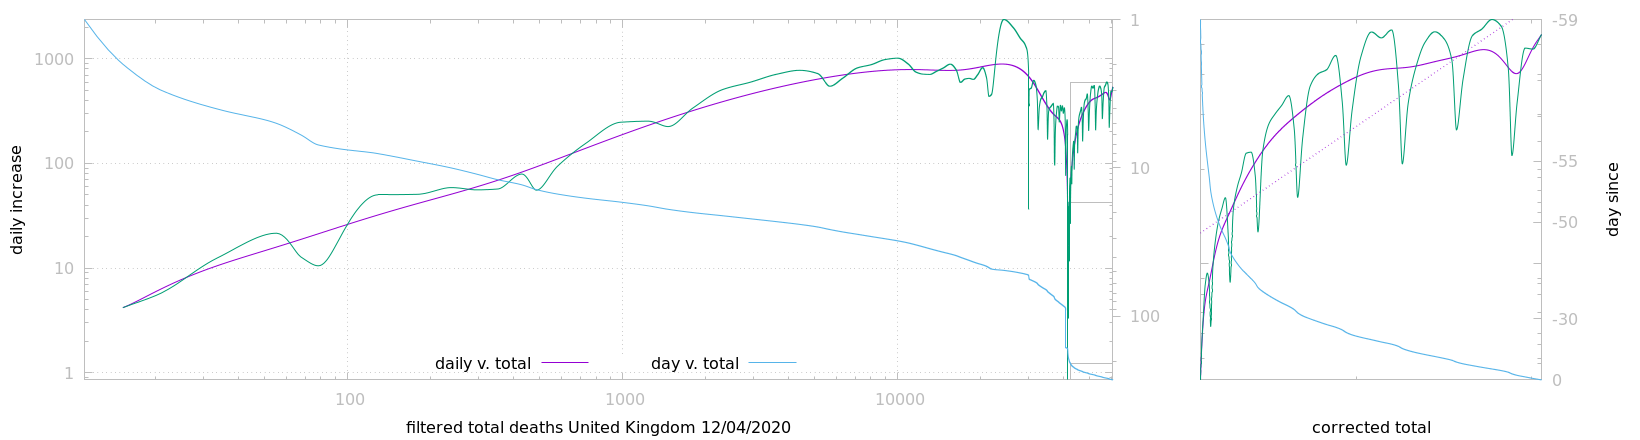 1000
100
10
1
daily increase
100
1000
10000
filtered total deaths United Kingdom 12/04/2020
daily v. total
day v. total
1
10
100
-59
-55
-50
-30
0
day since
corrected total